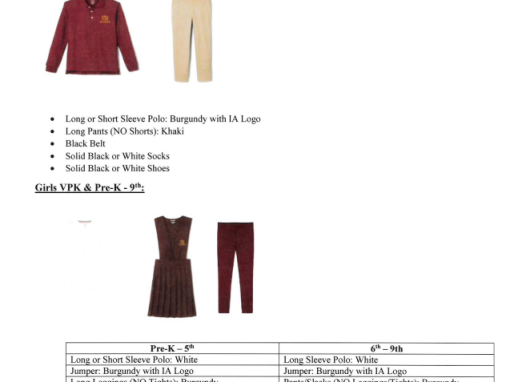 • Long or Short Sleeve Polo: Burgundy with IA Logo
• Long Pants (NO Shorts): Khaki
• Black Belt
• Solid Black or White Socks
• Solid Black or White Shoes
Girls VPK & Pre-K - 9th:
Pre-K – 5th	6th – 9th
Long or Short Sleeve Polo: White	Long Sleeve Polo: White
Jumper: Burgundy with IA Logo	Jumper: Burgundy with IA Logo
Long Leggings (NO Tights): Burgundy	Pants/Slacks (NO Leggings/Tights): Burgundy